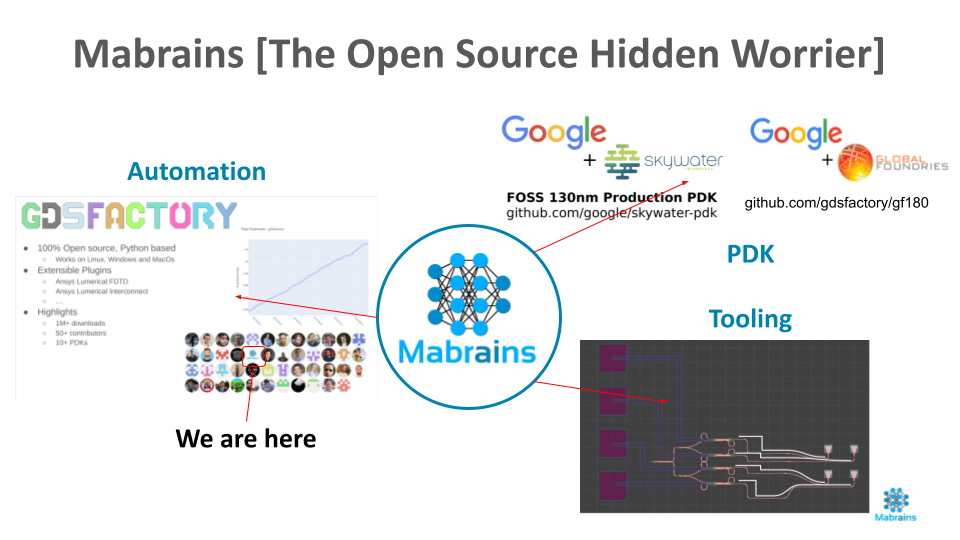 Mabrains [The Open Source Hidden Worrier]
Automation
GDSFACTORY
● 100% Open source, Python based
○ Works on Linux, Windows and MacOs
● Extensible Plugins
○ Ansys Lumerical FDTD
○ Ansys Lumerical Interconnect
○ ...
● Highlights
○ 1M+ downloads
○ 50+ contributors
○ 10+ PDKs
We are here
Mabrains
Google
+ skywater
TECHNOLOGY
FOSS 130nm Production PDK
github.com/google/skywater-pdk
Google
+ GLOBAL
FOUNDRIES
github.com/gdsfactory/gf180
PDK
Tooling
Mabrains